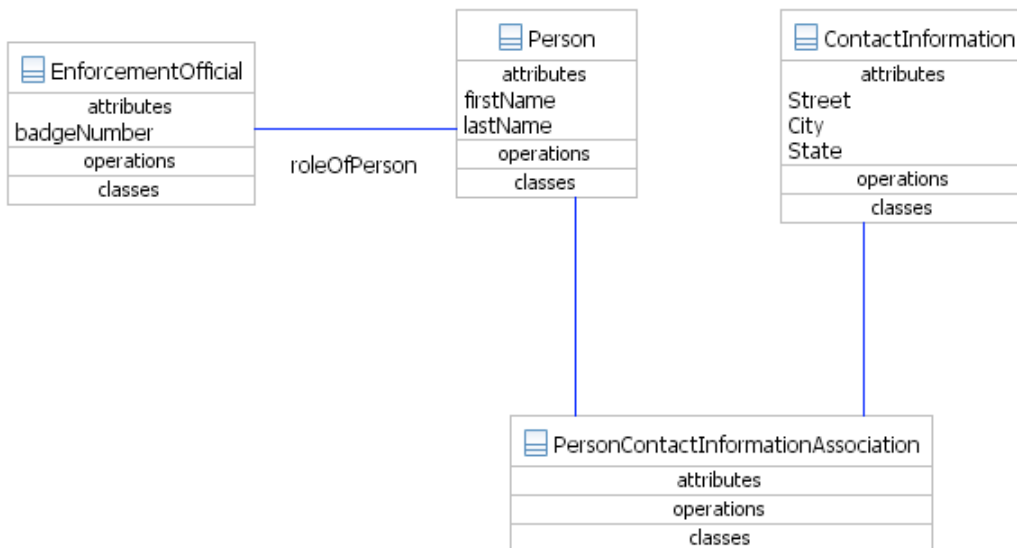 EnforcementOfficial
attributes
badgeNumber
operations
classes
roleOfPerson
Person
attributes
firstName
lastName
operations
classes
ContactInformation
attributes
Street
City
State
operations
classes
PersonContactInformationAssociation
attributes
operations
classes